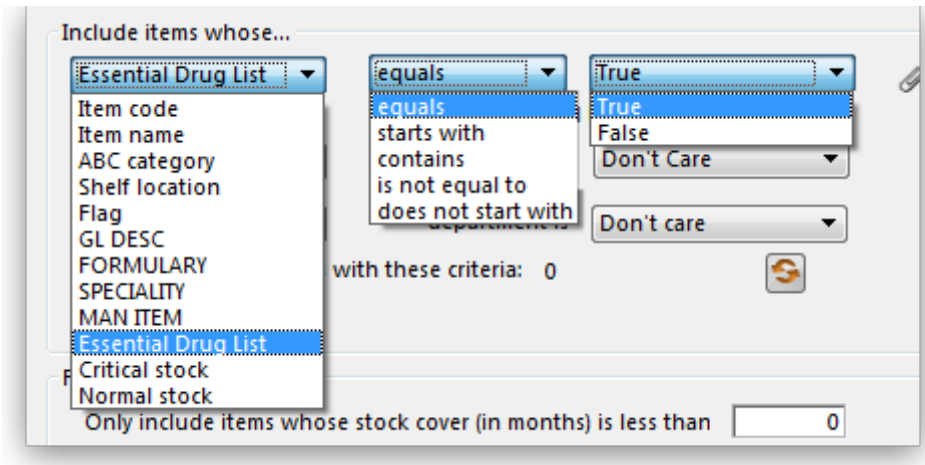 Include items whose...
Essential Drug List equals True
Item code equals True
Item name starts with False
ABC category contains Don't Care
Shelf location is not equal to
Flag does not start with Don't care
GL DESC
FORMULARY with these criteria: 0
SPECIALITY
MAN ITEM
Essential Drug List
Critical stock
Normal stock
Only include items whose stock cover (in months) is less than 0